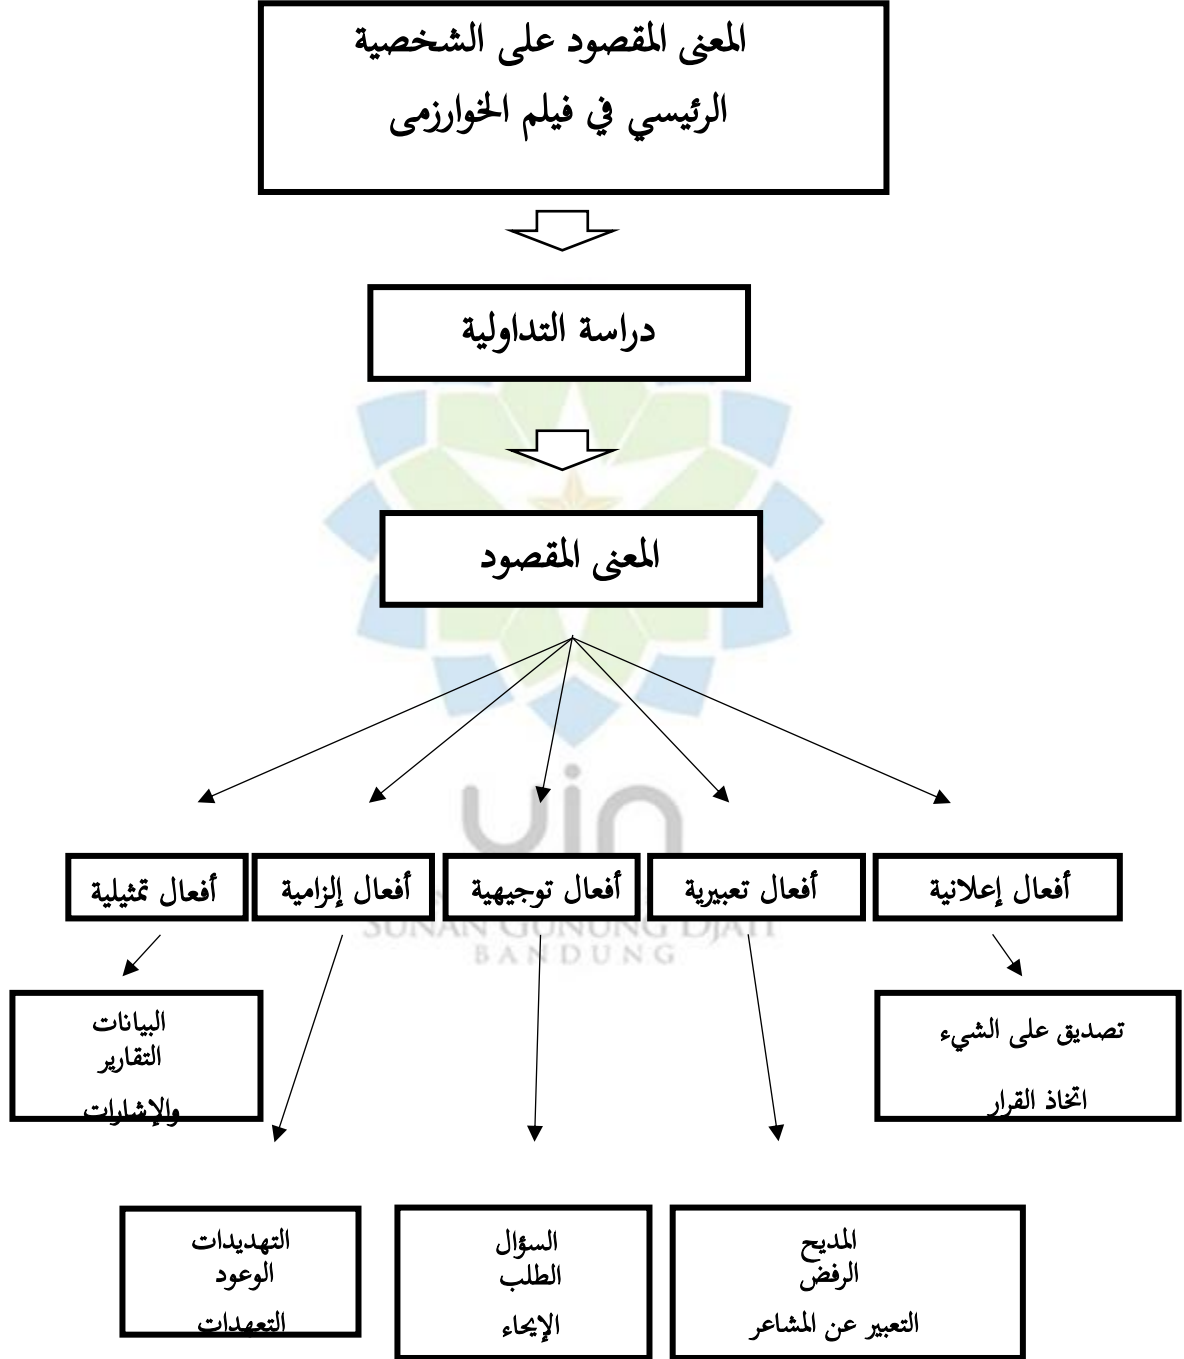 المعنى المقصود على الشخصية
الرئيسي في فيلم الخوارزمى
دراسة التداولية
المعنى المقصود
uin
أفعال إعلانية
أفعال تعبيرية
أفعال توجيهية
أفعال إلزامية
أفعال تمثيلية
SUNAN GUNUNG DJATI
BANDUNG
تصديق على الشيء
اتخاذ القرار
البيانات
التقارير
والإشارات
المديح
الرفض
التعبير عن المشاعر
السؤال
الطلب
الإيحاء
التهديدات
الوعود
التعهدات